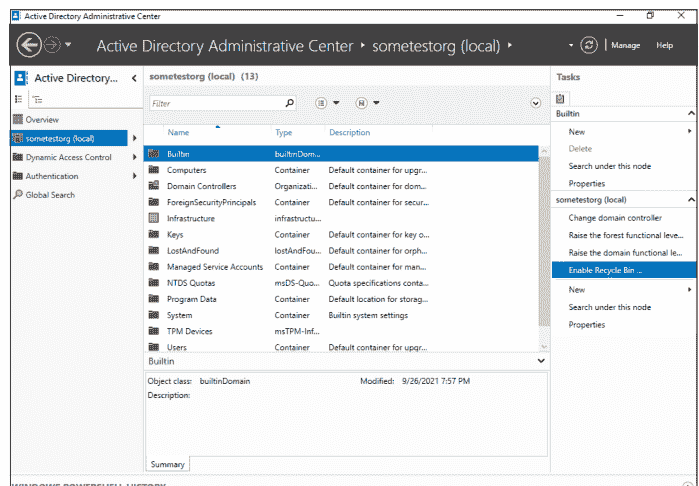 Active Directory Administrative Center
Active Directory Administrative Center • sometestorg (local) •
Manage Help
Active Directory...
Overview
sometestorg (local)
Dynamic Access Control
Authentication
Global Search
sometestorg (local) (13)
Filter
Name Type Description
Builtin builtinDom...
Computers Container Default container for upgr...
Domain Controllers Organizati... Default container for dom...
ForeignSecurityPrincipals Container Default container for secur...
Infrastructure infrastructu...
Keys Container Default container for key o...
LostAndFound lostAndFou... Default container for orph...
Managed Service Accounts Container Default container for man...
NTDS Quotas msDS-Quo... Quota specifications conta...
Program Data Container Default location for storag...
System Container Builtin system settings
TPM Devices msTPM-Inf...
Users Container Default container for upgr...
Builtin
Object class: builtinDomain Modified: 9/26/2021 7:57 PM
Description:
Summary
Tasks
Builtin
New
Delete
Search under this node
Properties
sometestorg (local)
Change domain controller
Raise the forest functional leve...
Raise the domain functional le...
Enable Recycle Bin ...
New
Search under this node
Properties
WINDOWS POWERSHELL HISTORY